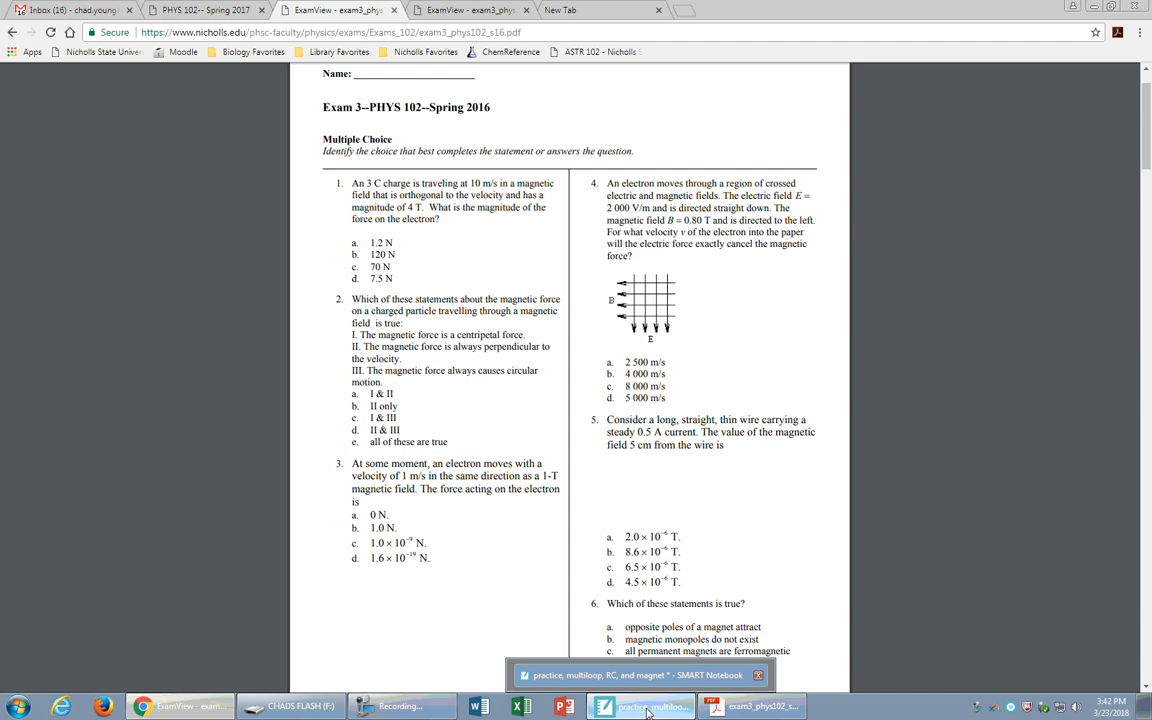 Inbox (16) - chad.young
PHYS 102-- Spring 2017
ExamView - exam3_phys
ExamView - exam3_phys
New Tab
Secure
https://www.nicholls.edu/phsc-faculty/physics/exams/Exams_102/exam3_phys102_s16.pdf
Apps
Nicholls State Univer
Moodle
Biology Favorites
Library Favorites
Nicholls Favorites
ChemReference
ASTR 102 - Nicholls S
Name: ____________________
Exam 3--PHYS 102--Spring 2016
Multiple Choice
Identify the choice that best completes the statement or answers the question.
1. An 3 C charge is traveling at 10 m/s in a magnetic
field that is orthogonal to the velocity and has a
magnitude of 4 T. What is the magnitude of the
force on the electron?
a. 1.2 N
b. 120 N
c. 70 N
d. 7.5 N
2. Which of these statements about the magnetic force
on a charged particle travelling through a magnetic
field is true:
I. The magnetic force is a centripetal force.
II. The magnetic force is always perpendicular to
the velocity.
III. The magnetic force always causes circular
motion.
a. I & II
b. II only
c. I & III
d. II & III
e. all of these are true
3. At some moment, an electron moves with a
velocity of 1 m/s in the same direction as a 1-T
magnetic field. The force acting on the electron
is
a. 0 N.
b. 1.0 N.
c. 1.0 × 10⁻⁹ N.
d. 1.6 × 10⁻¹⁹ N.
4. An electron moves through a region of crossed
electric and magnetic fields. The electric field E =
2 000 V/m and is directed straight down. The
magnetic field B = 0.80 T and is directed to the left.
For what velocity v of the electron into the paper
will the electric force exactly cancel the magnetic
force?
B
E
a. 2 500 m/s
b. 4 000 m/s
c. 8 000 m/s
d. 5 000 m/s
5. Consider a long, straight, thin wire carrying a
steady 0.5 A current. The value of the magnetic
field 5 cm from the wire is
a. 2.0 × 10⁻⁶ T.
b. 8.6 × 10⁻⁶ T.
c. 6.5 × 10⁻⁶ T.
d. 4.5 × 10⁻⁶ T.
6. Which of these statements is true?
a. opposite poles of a magnet attract
b. magnetic monopoles do not exist
c. all permanent magnets are ferromagnetic
practice, multiloop, RC, and magnet * - SMART Notebook
ExamView - exam...
CHADS FLASH (F:)
Recording...
practice, multiloo...
exam3_phys102_s...
3:42 PM
3/23/2018